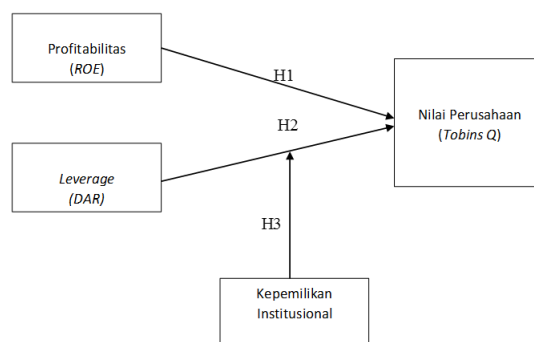 Profitabilitas
(ROE)
H1
Nilai Perusahaan
(Tobins Q)
H2
Leverage
(DAR)
H3
Kepemilikan
Institusional